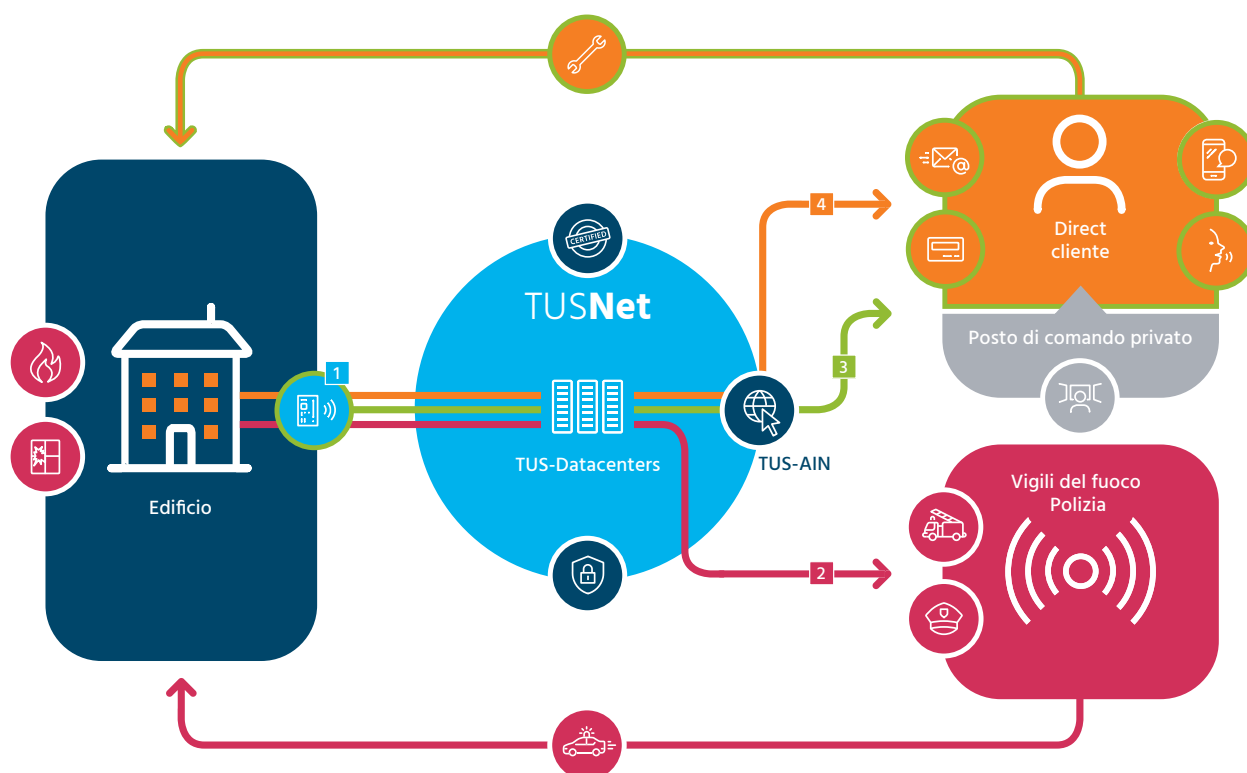 CERTIFIED
TUSNet
4
Direct
cliente
Posto di comando privato
1
3
TUS-Datacenters
TUS-AIN
Edificio
Vigili del fuoco
Polizia
2